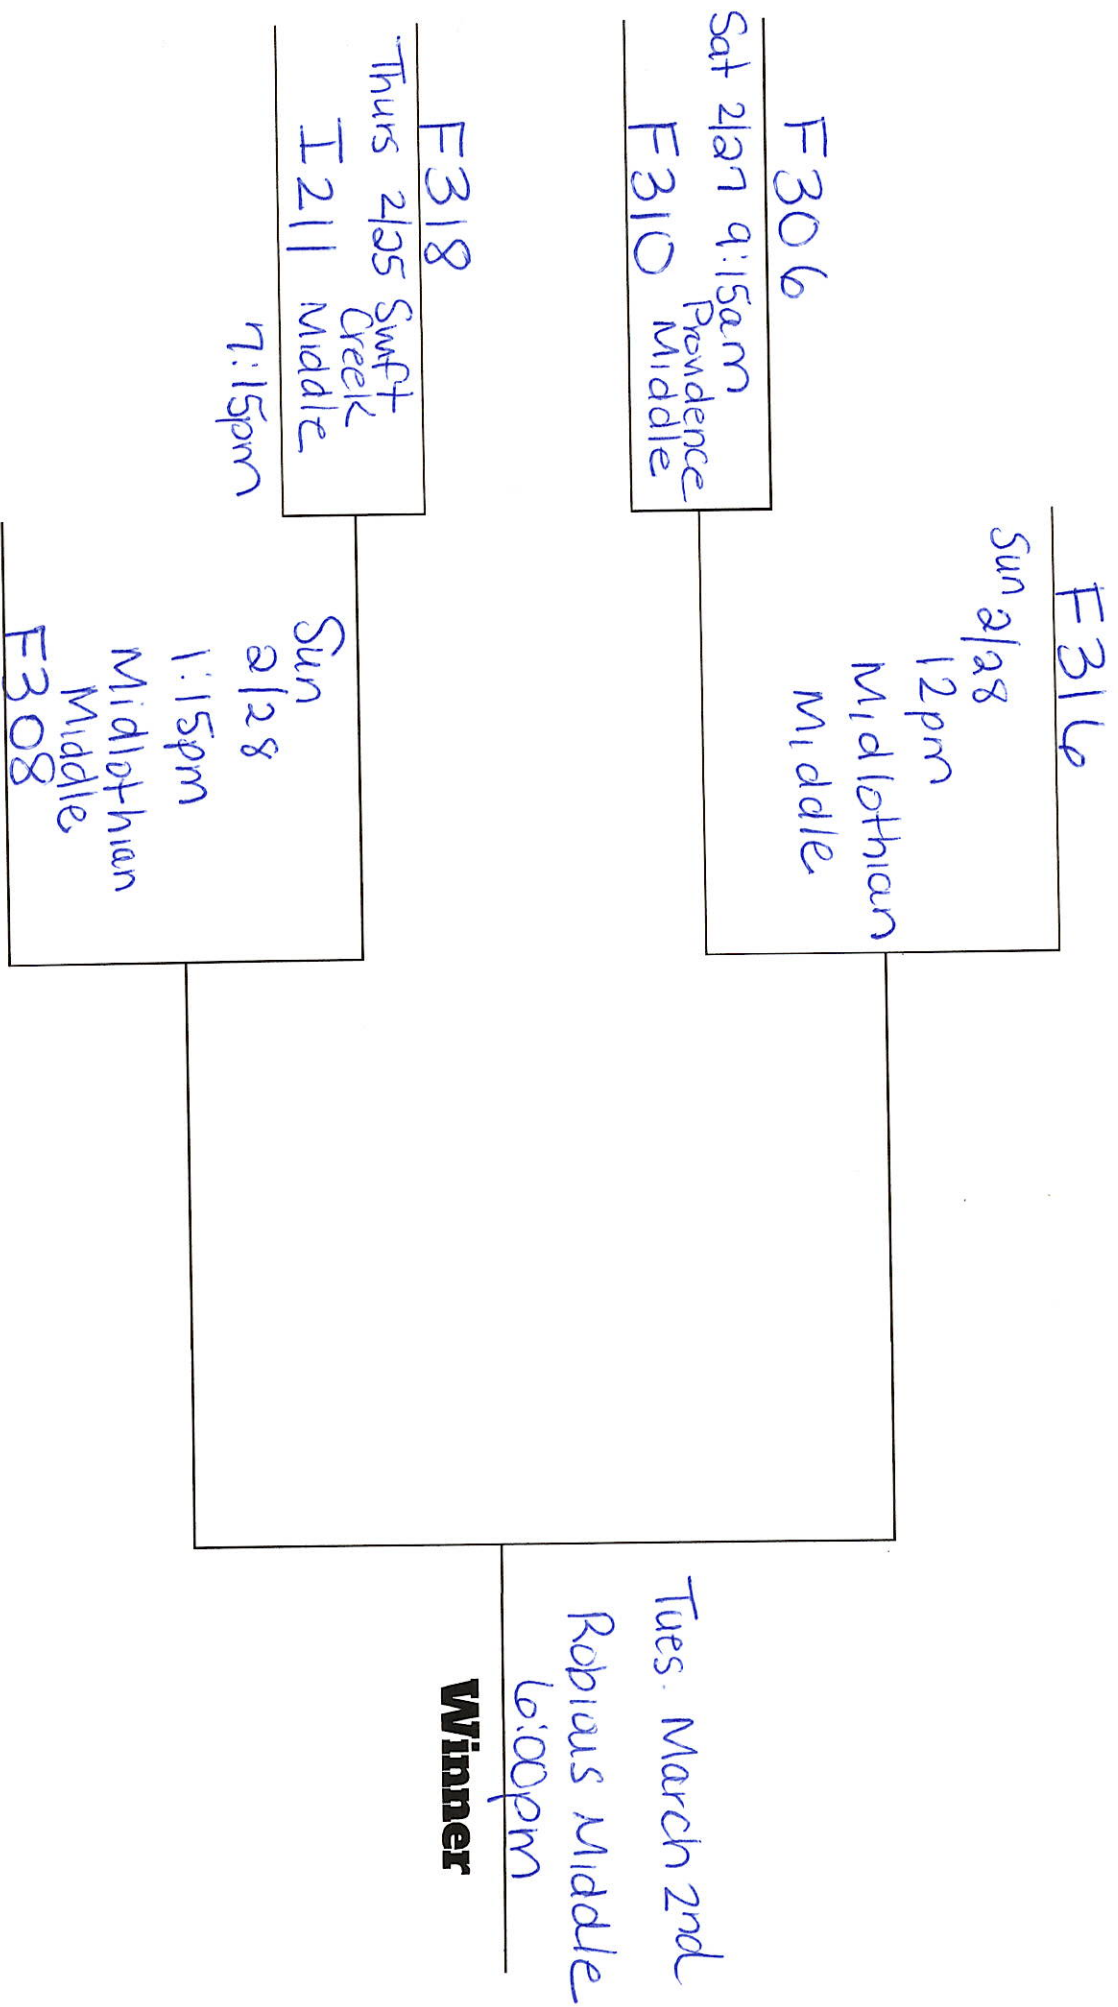 F316
Sun 2/28
12pm
Midlothian
Middle
F306
Sat 2/27 9:15am
Providence
F310 Middle
F318
Thurs 2/25 Swift
Creek
I211 Middle
7:15pm
Sun
2/28
1:15pm
Midlothian
Middle
F308
Tues. March 2nd
Robious Middle
6:00pm
Winner